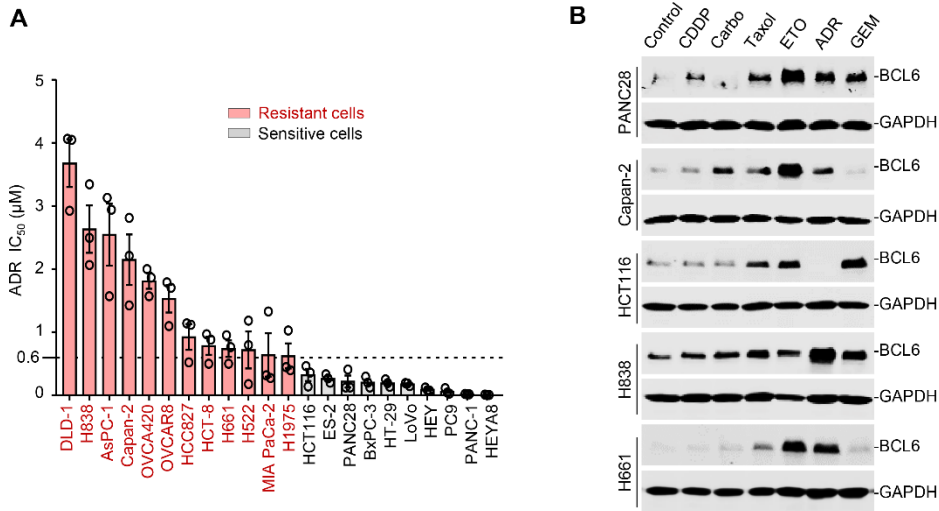 A
ADR IC50 (µM)
5
4
3
2
1
0.6
0
Resistant cells
Sensitive cells
DLD-1
H838
AsPC-1
Capan-2
OVCA420
OVCAR8
HCC827
HCT-8
H661
H522
MIA PaCa-2
H1975
HCT116
ES-2
PANC28
BxPC-3
HT-29
LoVo
HEY
PC9
PANC-1
HEYA8
B
Control
CDDP
Carbo
Taxol
ETO
ADR
GEM
PANC28
-BCL6
-GAPDH
Capan-2
-BCL6
-GAPDH
HCT116
-BCL6
-GAPDH
H838
-BCL6
-GAPDH
H661
-BCL6
-GAPDH